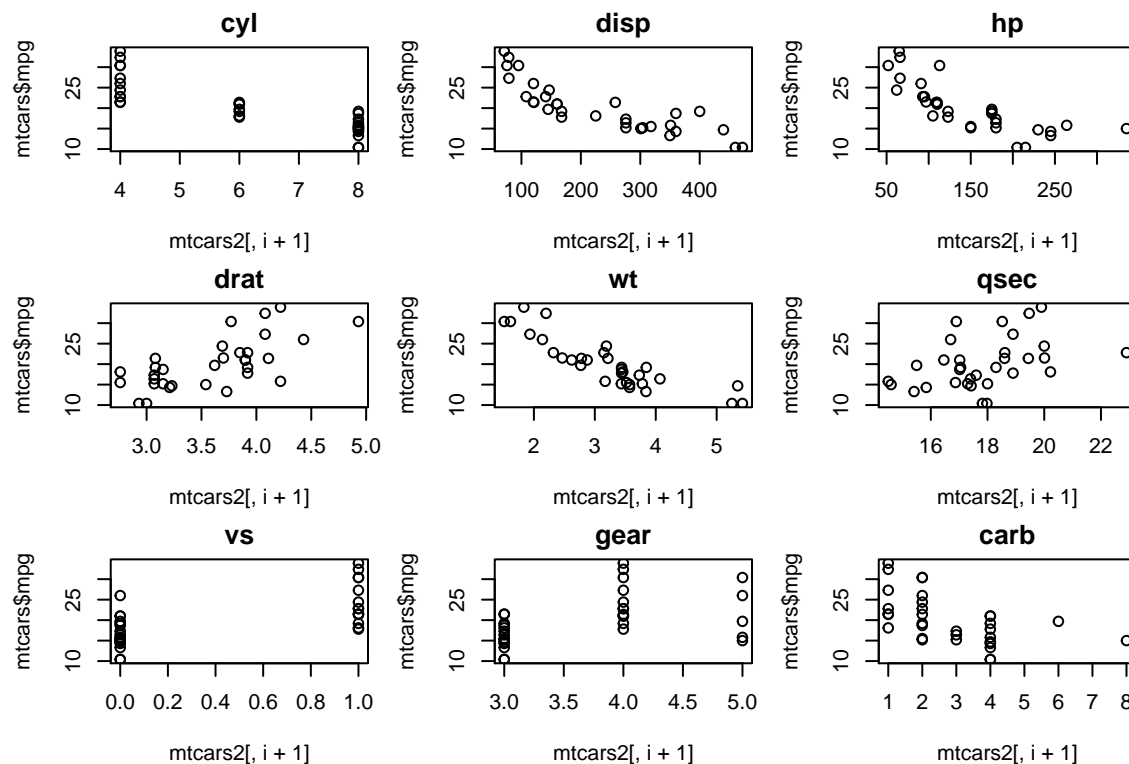 cyl
mtcars$mpg
10 25
4 5 6 7 8
mtcars2[, i + 1]
disp
mtcars$mpg
10 25
100 200 300 400
mtcars2[, i + 1]
hp
mtcars$mpg
10 25
50 150 250
mtcars2[, i + 1]
drat
mtcars$mpg
10 25
3.0 3.5 4.0 4.5 5.0
mtcars2[, i + 1]
wt
mtcars$mpg
10 25
2 3 4 5
mtcars2[, i + 1]
qsec
mtcars$mpg
10 25
16 18 20 22
mtcars2[, i + 1]
vs
mtcars$mpg
10 25
0.0 0.2 0.4 0.6 0.8 1.0
mtcars2[, i + 1]
gear
mtcars$mpg
10 25
3.0 3.5 4.0 4.5 5.0
mtcars2[, i + 1]
carb
mtcars$mpg
10 25
1 2 3 4 5 6 7 8
mtcars2[, i + 1]